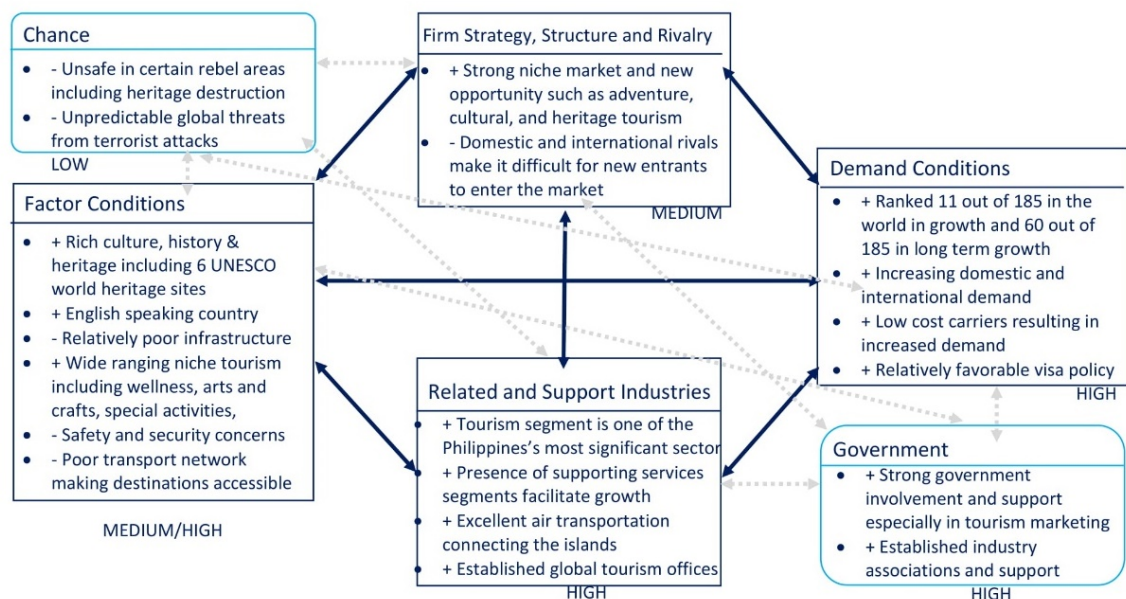 Chance
- Unsafe in certain rebel areas
including heritage destruction
- Unpredictable global threats
from terrorist attacks
LOW
Firm Strategy, Structure and Rivalry
+ Strong niche market and new
opportunity such as adventure,
cultural, and heritage tourism
- Domestic and international rivals
make it difficult for new entrants
to enter the market
MEDIUM
Demand Conditions
+ Ranked 11 out of 185 in the
world in growth and 60 out of
185 in long term growth
+ Increasing domestic and
international demand
+ Low cost carriers resulting in
increased demand
+ Relatively favorable visa policy
HIGH
Factor Conditions
+ Rich culture, history &
heritage including 6 UNESCO
world heritage sites
+ English speaking country
- Relatively poor infrastructure
+ Wide ranging niche tourism
including wellness, arts and
crafts, special activities,
- Safety and security concerns
- Poor transport network
making destinations accessible
MEDIUM/HIGH
Related and Support Industries
+ Tourism segment is one of the
Philippines's most significant sector
+ Presence of supporting services
segments facilitate growth
+ Excellent air transportation
connecting the islands
+ Established global tourism offices
HIGH
Government
+ Strong government
involvement and support
especially in tourism marketing
+ Established industry
associations and support
HIGH